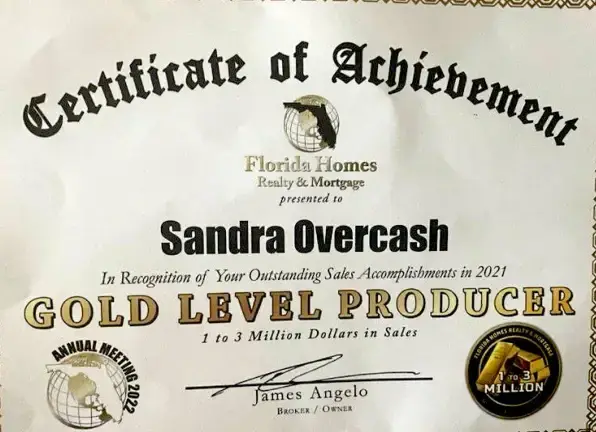 Certificate of Achievement
Florida Homes
Realty & Mortgage
presented to
Sandra Overcash
In Recognition of Your Outstanding Sales Accomplishments in 2021
GOLD LEVEL PRODUCER
1 to 3 Million Dollars in Sales
ANNUAL MEETING 2022
James Angelo
BROKER / OWNER
FLORIDA HOMES REALTY & MORTGAGE
1 TO 3
MILLION